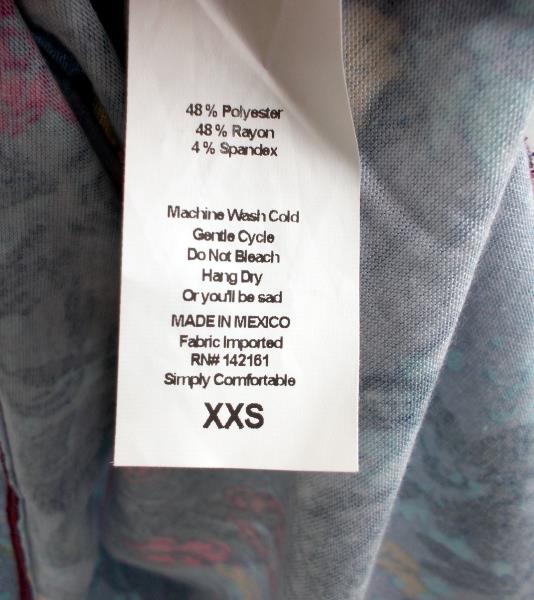 48% Polyester
48% Rayon
4% Spandex
Machine Wash Cold
Gentle Cycle
Do Not Bleach
Hang Dry
Or you'll be sad
MADE IN MEXICO
Fabric Imported
RN# 142161
Simply Comfortable
XXS